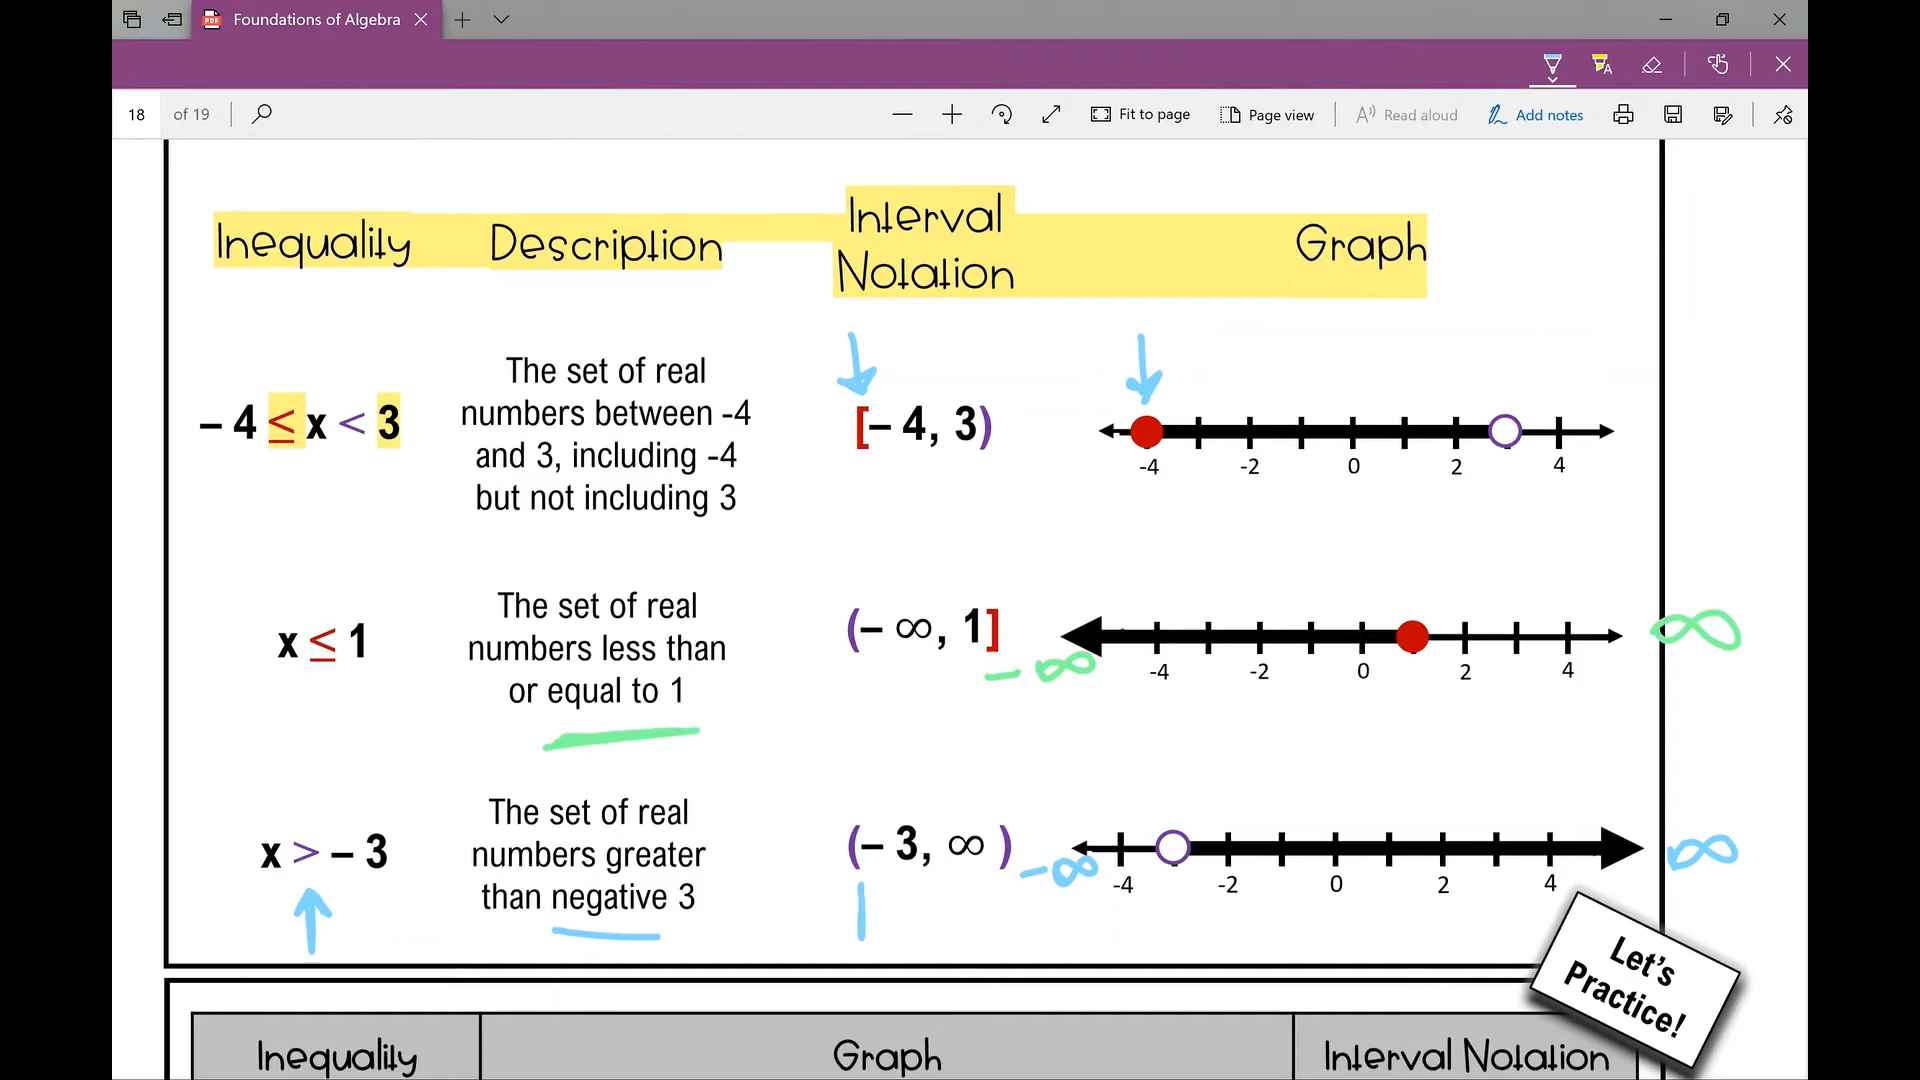 Foundations of Algebra
18 of 19
Fit to page
Page view
Read aloud
Add notes
Inequality Description Interval Notation Graph
– 4 ≤ x < 3
The set of real
numbers between -4
and 3, including -4
but not including 3
[– 4, 3)
-4 -2 0 2 4
x ≤ 1
The set of real
numbers less than
or equal to 1
(– ∞, 1]
– ∞
-4 -2 0 2 4
∞
x > – 3
The set of real
numbers greater
than negative 3
(– 3, ∞ )
– ∞
-4 -2 0 2 4
∞
Let's
Practice!
Inequality Graph Interval Notation